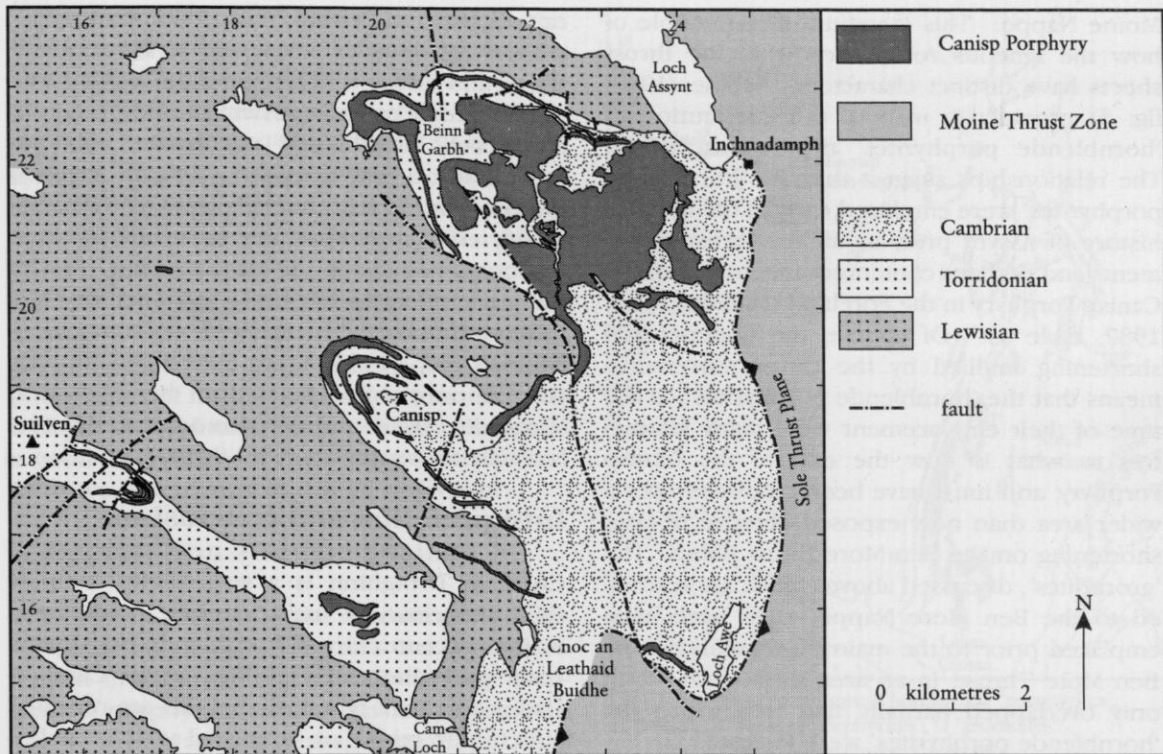 16
18
20
22
24
Canisp Porphyry
Moine Thrust Zone
Cambrian
Torridonian
Lewisian
fault
Loch
Assynt
Beinn
Garbh
22
Inchnadamph
20
Canisp
Suilven
18
Sole Thrust Plane
16
Cnoc an
Leathaid
Buidhe
Loch Awe
Cam
Loch
N
0 kilometres 2